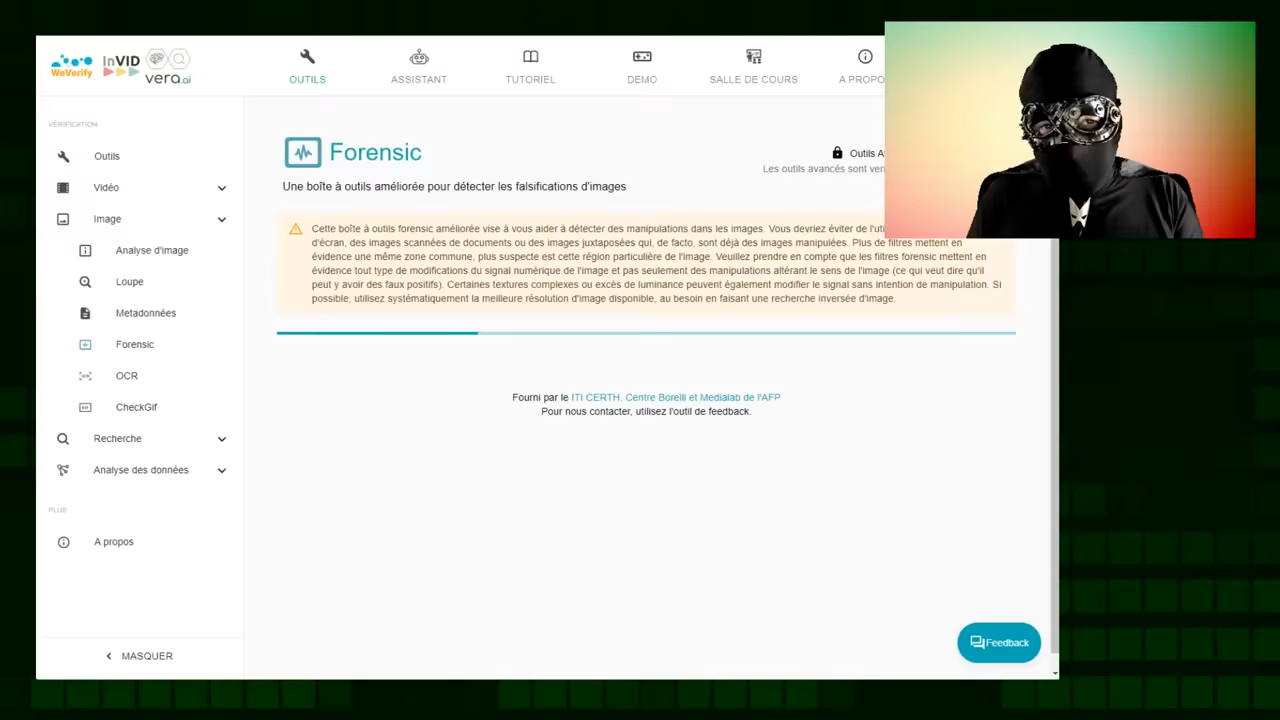 WeVerify
InVID
vera.ai
OUTILS
ASSISTANT
TUTORIEL
DEMO
SALLE DE COURS
A PROPO
VÉRIFICATION
Outils
Vidéo
Image
Analyse d'image
Loupe
Metadonnées
Forensic
OCR
CheckGif
Recherche
Analyse des données
PLUS
A propos
MASQUER
Forensic
Outils A
Les outils avancés sont
Une boîte à outils améliorée pour détecter les falsifications d'images
Cette boîte à outils forensic améliorée vise à vous aider à détecter des manipulations dans les images. Vous devriez éviter de
d'écran, des images scannées de documents ou des images juxtaposées qui, de facto, sont déjà des images manipulées. Plus de filtres mettent en
évidence une même zone commune, plus suspecte est cette région particulière de l'image. Veuillez prendre en compte que les filtres forensic mettent en
évidence tout type de modifications du signal numérique de l'image et pas seulement des manipulations altérant le sens de l'image (ce qui veut dire qu'il
peut y avoir des faux positifs). Certaines textures complexes ou excès de luminance peuvent également modifier le signal sans intention de manipulation. Si
possible, utilisez systématiquement la meilleure résolution d'image disponible, au besoin en faisant une recherche inversée d'image.
Fourni par le ITI CERTH, Centre Borelli et Medialab de l'AFP
Pour nous contacter, utilisez l'outil de feedback.
Feedback